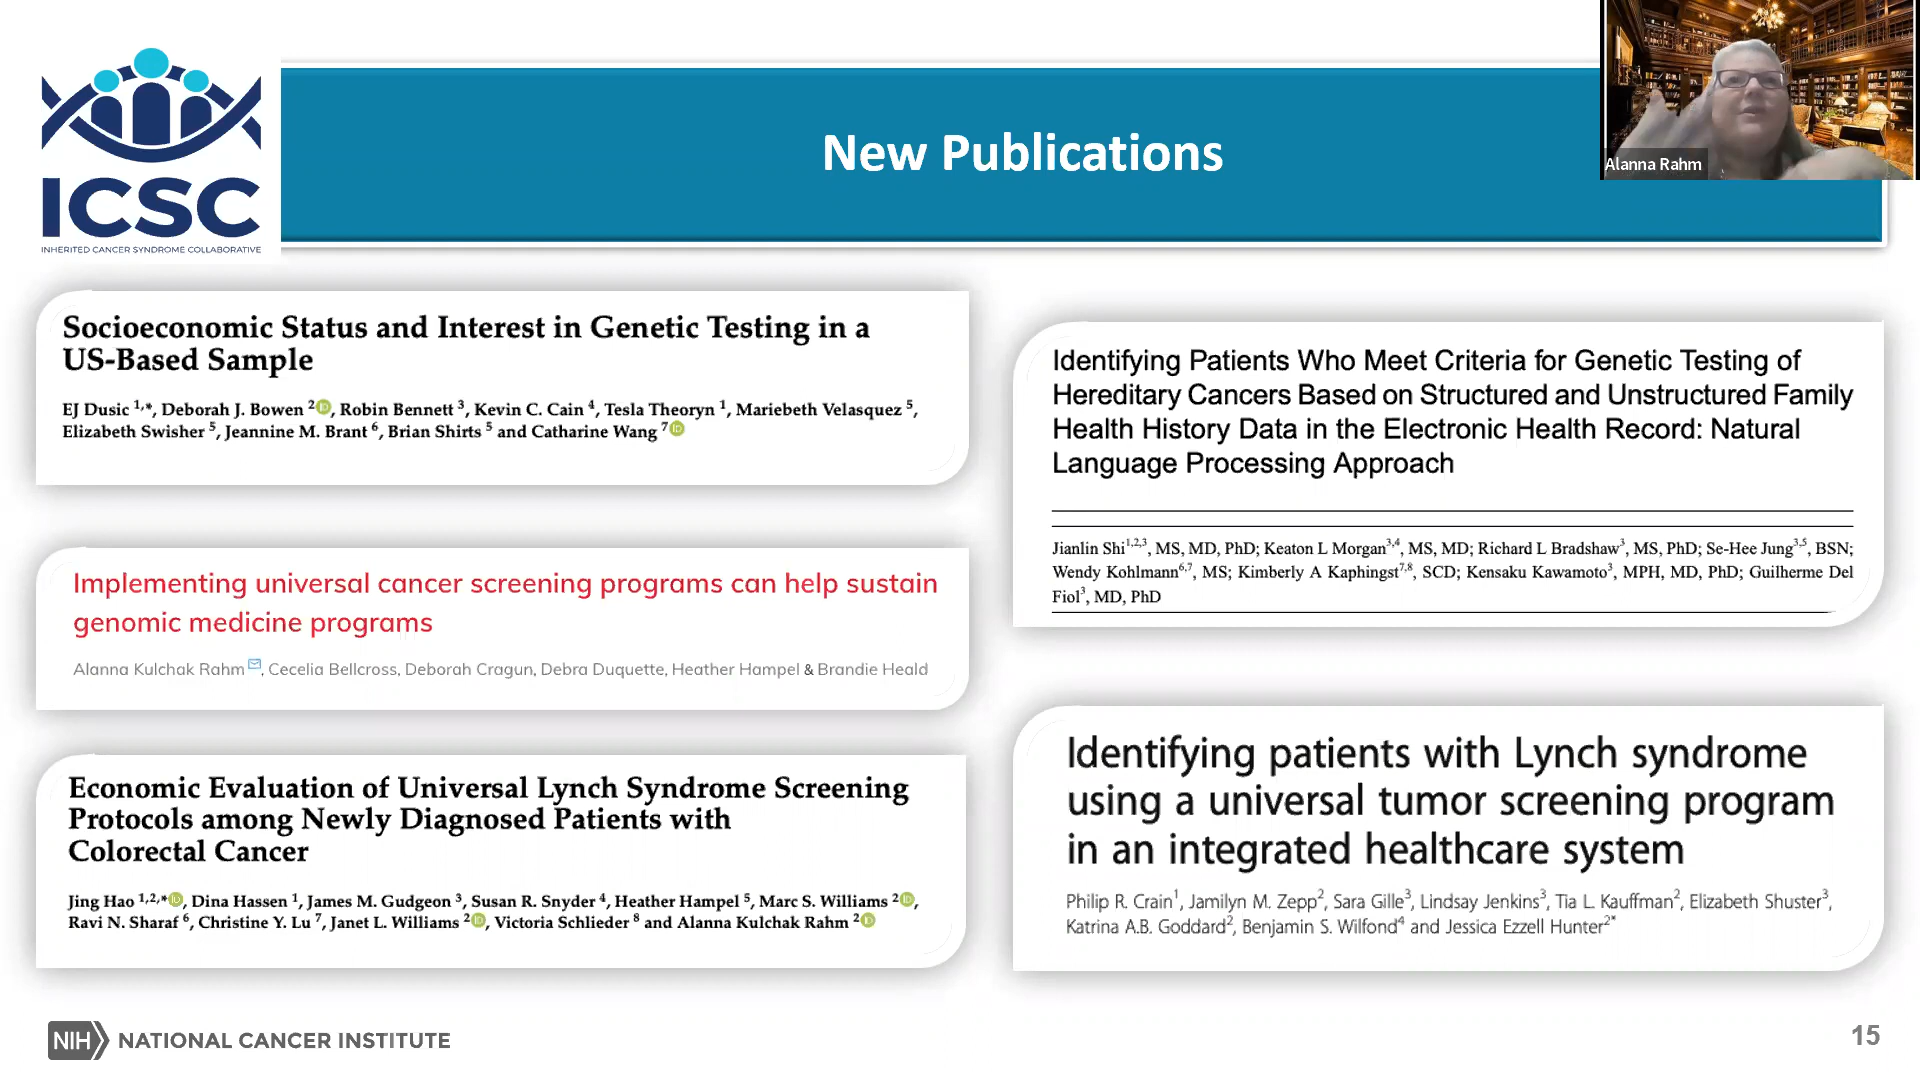 ICSC
INHERITED CANCER SYNDROME COLLABORATIVE
New Publications
Alanna Rahm
Socioeconomic Status and Interest in Genetic Testing in a
US-Based Sample
EJ Dusic 1,*, Deborah J. Bowen 2 iD, Robin Bennett 3, Kevin C. Cain 4, Tesla Theoryn 1, Mariebeth Velasquez 5,
Elizabeth Swisher 5, Jeannine M. Brant 6, Brian Shirts 5 and Catharine Wang 7 iD
Implementing universal cancer screening programs can help sustain
genomic medicine programs
Alanna Kulchak Rahm, Cecelia Bellcross, Deborah Cragun, Debra Duquette, Heather Hampel & Brandie Heald
Economic Evaluation of Universal Lynch Syndrome Screening
Protocols among Newly Diagnosed Patients with
Colorectal Cancer
Jing Hao 1,2,* iD, Dina Hassen 1, James M. Gudgeon 3, Susan R. Snyder 4, Heather Hampel 5, Marc S. Williams 2 iD,
Ravi N. Sharaf 6, Christine Y. Lu 7, Janet L. Williams 2 iD, Victoria Schlieder 8 and Alanna Kulchak Rahm 2 iD
Identifying Patients Who Meet Criteria for Genetic Testing of
Hereditary Cancers Based on Structured and Unstructured Family
Health History Data in the Electronic Health Record: Natural
Language Processing Approach
Jianlin Shi1,2,3, MS, MD, PhD; Keaton L Morgan3,4, MS, MD; Richard L Bradshaw3, MS, PhD; Se-Hee Jung3,5, BSN;
Wendy Kohlmann6,7, MS; Kimberly A Kaphingst7,8, SCD; Kensaku Kawamoto3, MPH, MD, PhD; Guilherme Del
Fiol3, MD, PhD
Identifying patients with Lynch syndrome
using a universal tumor screening program
in an integrated healthcare system
Philip R. Crain1, Jamilyn M. Zepp2, Sara Gille3, Lindsay Jenkins3, Tia L. Kauffman2, Elizabeth Shuster3,
Katrina A.B. Goddard2, Benjamin S. Wilfond4 and Jessica Ezzell Hunter2*
NIH NATIONAL CANCER INSTITUTE
15